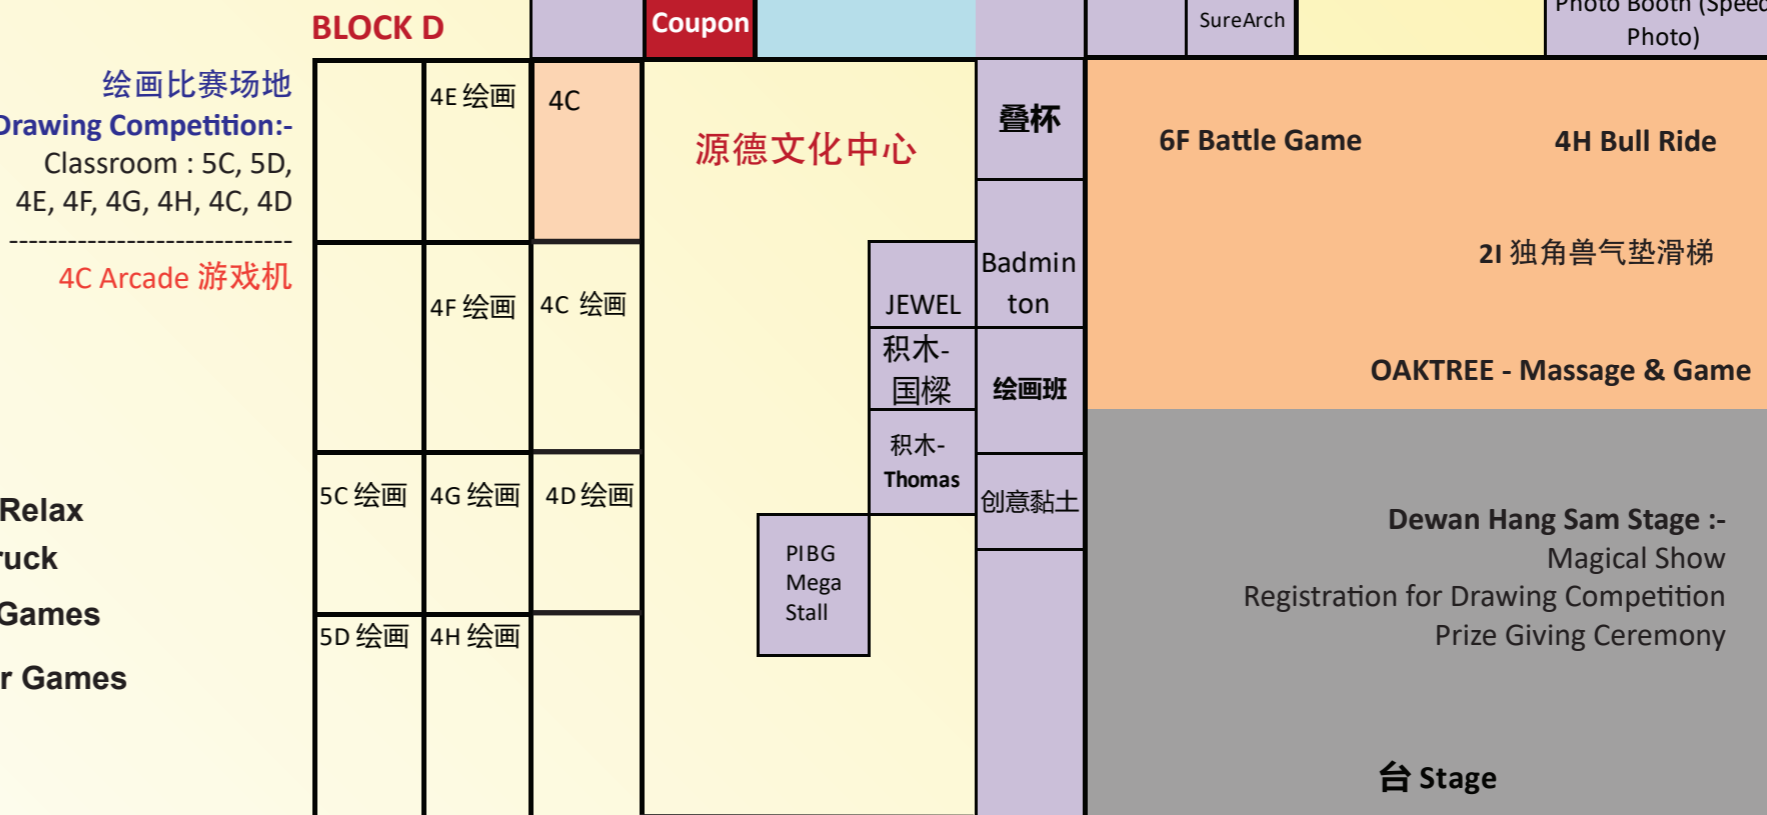 BLOCK D
Coupon
SureArch
Photo Booth (Speed
Photo)
绘画比赛场地
Drawing Competition:-
Classroom : 5C, 5D,
4E, 4F, 4G, 4H, 4C, 4D
-----------------------------
4C Arcade 游戏机
Relax
Games
Games
4E 绘画
4C
4F 绘画
4C 绘画
5C 绘画
4G 绘画
4D 绘画
5D 绘画
4H 绘画
源德文化中心
JEWEL
积木-
国樑
积木-
Thomas
PIBG
Mega
Stall
叠杯
Badmin
ton
绘画班
创意黏土
6F Battle Game
4H Bull Ride
2I 独角兽气垫滑梯
OAKTREE - Massage & Game
Dewan Hang Sam Stage :-
Magical Show
Registration for Drawing Competition
Prize Giving Ceremony
台 Stage